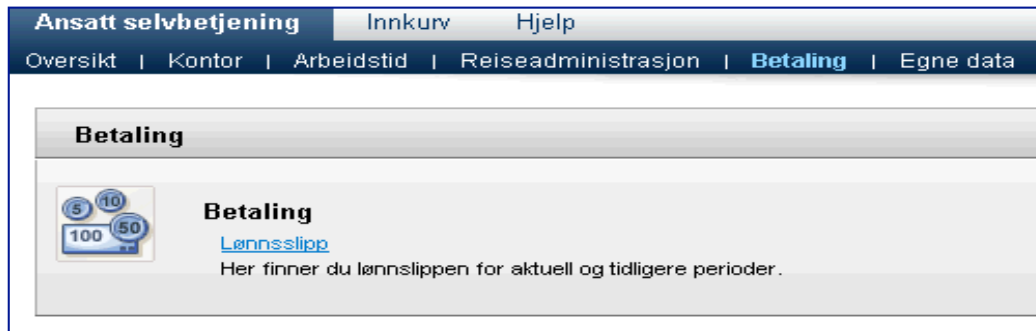 Ansatt selvbetjening Innkurv Hjelp
Oversikt | Kontor | Arbeidstid | Reiseadministrasjon | Betaling | Egne data
Betaling
5 10
100 50
Betaling
Lønnsslipp
Her finner du lønnslippen for aktuell og tidligere perioder.